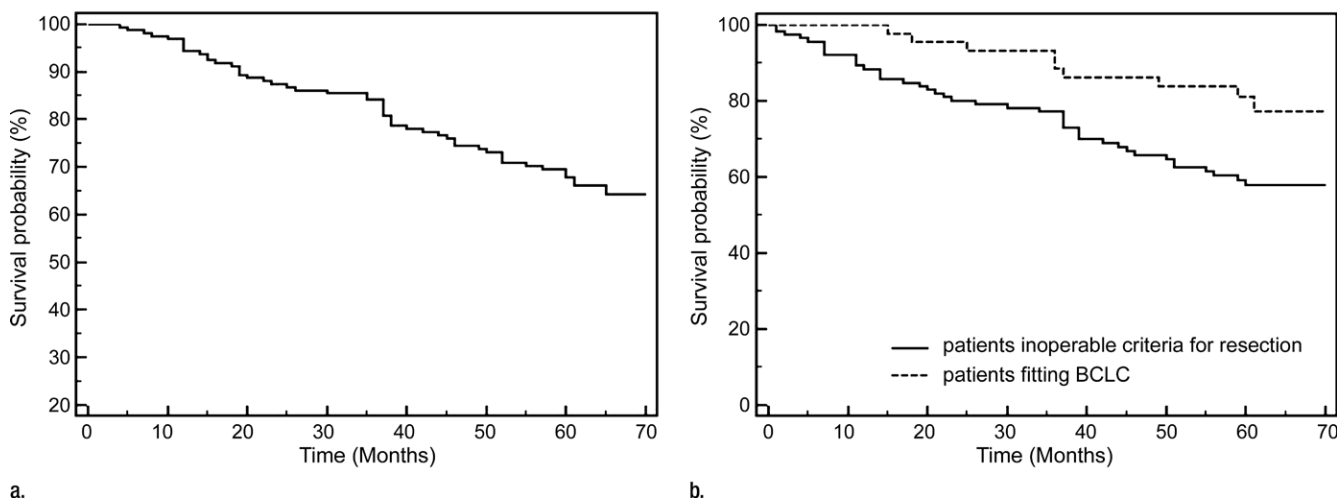 100
90
80
70
60
50
40
30
20
Survival probability (%)
0 10 20 30 40 50 60 70
Time (Months)
a.
100
80
60
40
20
0
Survival probability (%)
patients inoperable criteria for resection
patients fitting BCLC
0 10 20 30 40 50 60 70
Time (Months)
b.